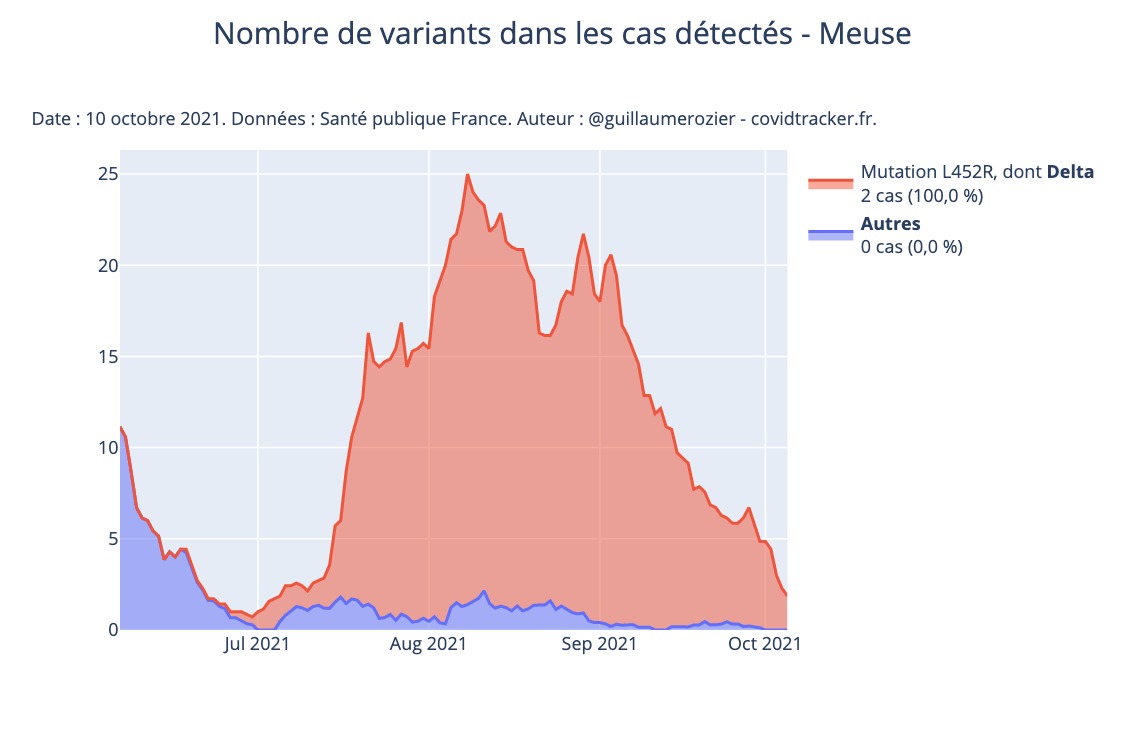 Nombre de variants dans les cas détectés - Meuse
Date : 10 octobre 2021. Données : Santé publique France. Auteur : @guillaumerozier - covidtracker.fr.
25
20
15
10
5
0
Jul 2021
Aug 2021
Sep 2021
Oct 2021
Mutation L452R, dont Delta
2 cas (100,0 %)
Autres
0 cas (0,0 %)